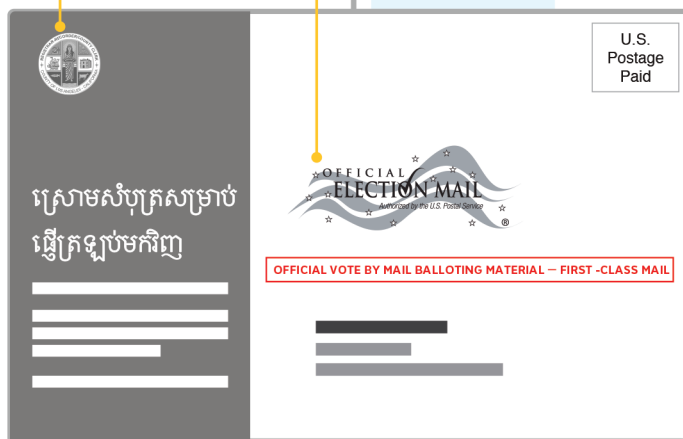 U.S.
Postage
Paid
OFFICIAL
ELECTION MAIL
Authorized by the U.S. Postal Service
®
ស្រោមសំបុត្រសម្រាប់
ផ្ញើត្រឡប់មកវិញ
OFFICIAL VOTE BY MAIL BALLOTING MATERIAL — FIRST -CLASS MAIL